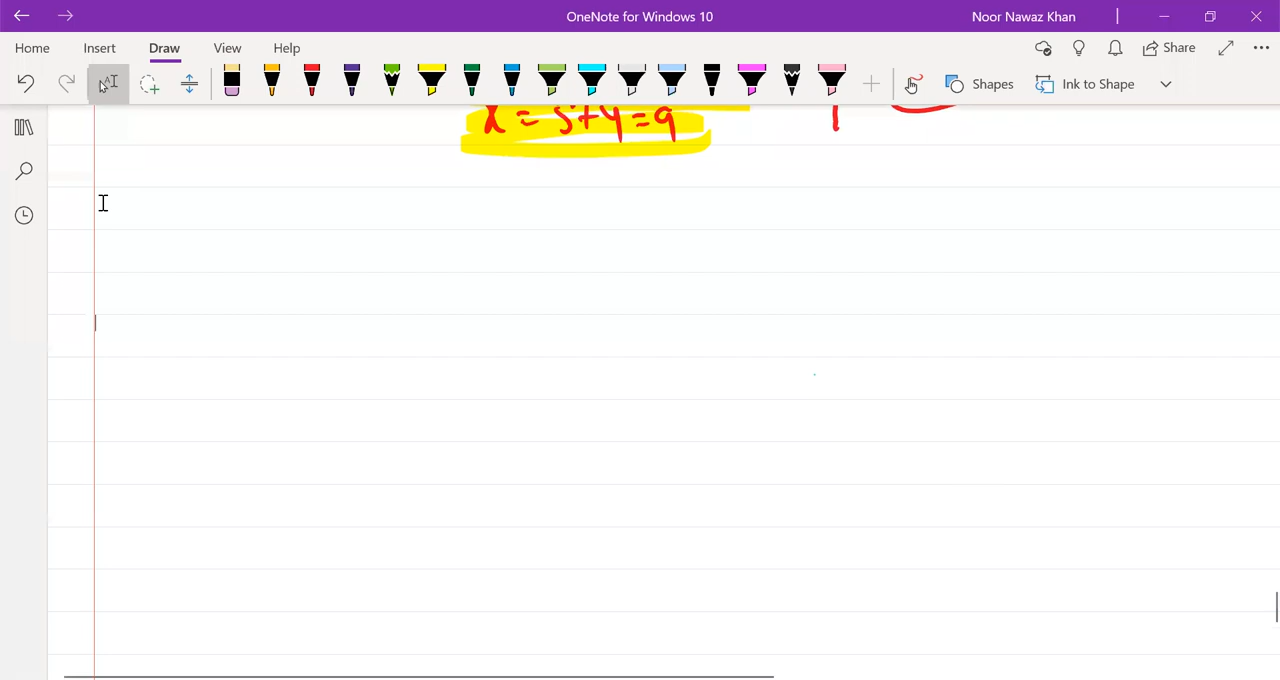 OneNote for Windows 10
Noor Nawaz Khan
Home Insert Draw View Help
Share
Shapes
Ink to Shape
x = 5+4=9